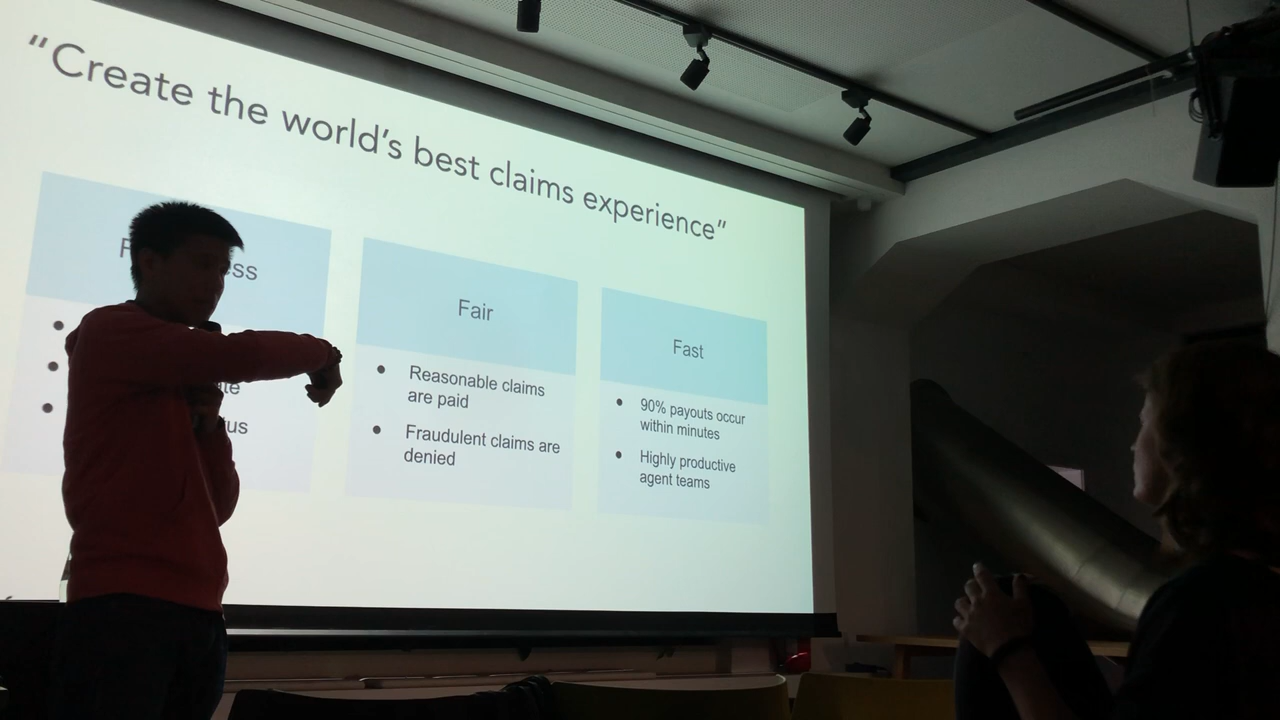 “Create the world’s best claims experience”
Fair
Reasonable claims
are paid
Fraudulent claims are
denied
Fast
90% payouts occur
within minutes
Highly productive
agent teams